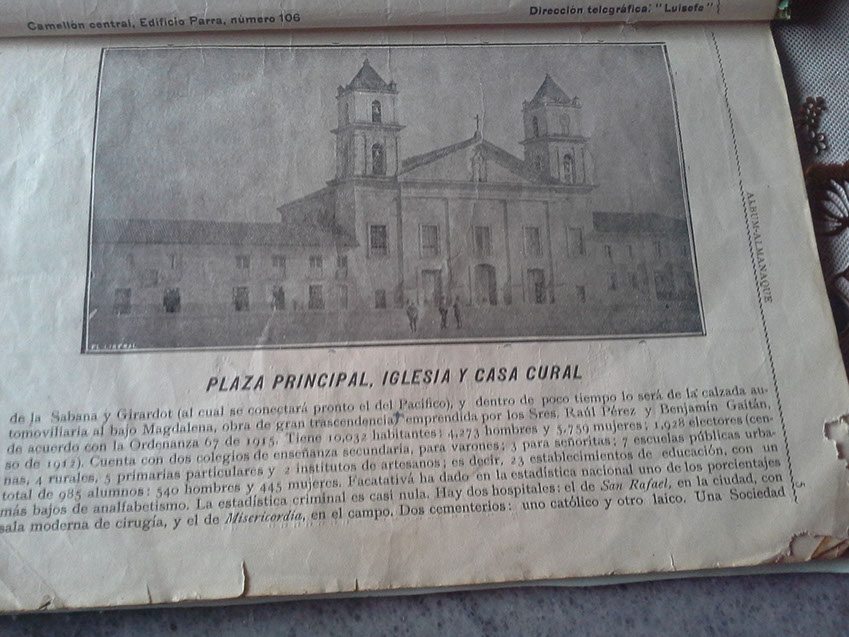 Camellón central, Edificio Parra, número 106
Dirección telegráfica: "Luisefe"
EL LIBERAL
PLAZA PRINCIPAL, IGLESIA Y CASA CURAL
de la Sabana y Girardot (al cual se conectará pronto el del Pacífico), y dentro de poco tiempo lo será de la calzada au-
tomoviliaria al bajo Magdalena, obra de gran trascendencia emprendida por los Sres. Raúl Pérez y Benjamín Gaitán,
de acuerdo con la Ordenanza 67 de 1915. Tiene 10,032 habitantes: 4,273 hombres y 5,759 mujeres; 1,928 electores (cen-
so de 1912). Cuenta con dos colegios de enseñanza secundaria, para varones; 3 para señoritas; 7 escuelas públicas urba-
nas, 4 rurales, 5 primarias particulares y 2 institutos de artesanos; es decir, 23 establecimientos de educación, con un
total de 985 alumnos: 540 hombres y 445 mujeres. Facatativá ha dado en la estadística nacional uno de los porcientajes
más bajos de analfabetismo. La estadística criminal es casi nula. Hay dos hospitales: el de San Rafael, en la ciudad, con
sala moderna de cirugía, y el de Misericordia, en el campo. Dos cementerios: uno católico y otro laico. Una Sociedad
ALBUM-ALMANAQUE
5